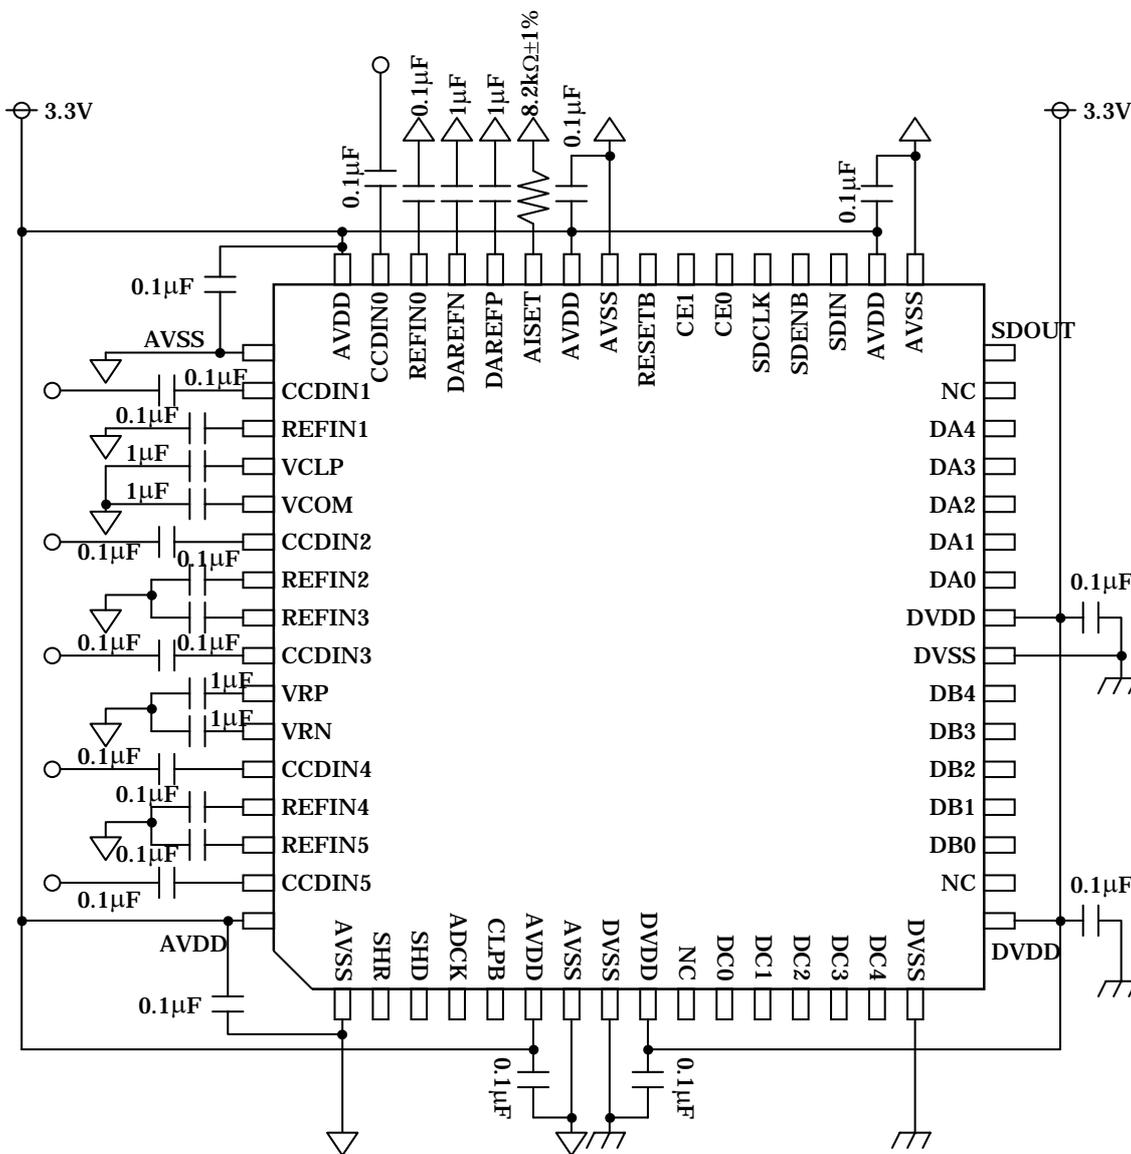 0.1µF
1µF
1µF
8.2kΩ±1%
0.1µF
3.3V
3.3V
0.1µF
0.1µF
0.1µF
AVDD
CCDIN0
REFIN0
DAREFN
DAREFP
AISET
AVDD
AVSS
RESETB
CE1
CE0
SDCLK
SDENB
SDIN
AVDD
AVSS
AVSS
SDOUT
0.1µF
CCDIN1
NC
0.1µF
REFIN1
DA4
1µF
VCLP
DA3
1µF
VCOM
DA2
CCDIN2
DA1
0.1µF
0.1µF
REFIN2
DA0
0.1µF
REFIN3
DVDD
0.1µF
0.1µF
CCDIN3
DVSS
1µF
VRP
DB4
1µF
VRN
DB3
0.1µF
CCDIN4
DB2
0.1µF
REFIN4
DB1
0.1µF
REFIN5
DB0
CCDIN5
NC
0.1µF
0.1µF
AVDD
DVDD
AVSS
SHR
SHD
ADCK
CLPB
AVDD
AVSS
DVSS
DVDD
NC
DC0
DC1
DC2
DC3
DC4
DVSS
0.1µF
0.1µF
0.1µF